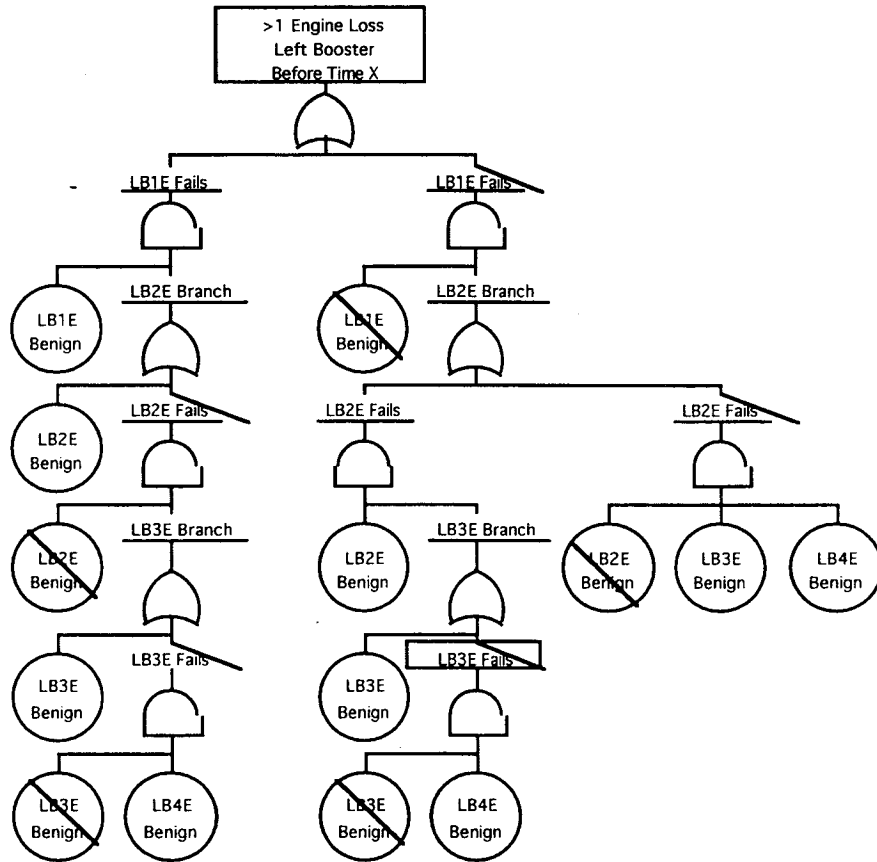 >1 Engine Loss
Left Booster
Before Time X
LB1E Fails
LB1E Fails
LB1E
Benign
LB2E Branch
LB1E
Benign
LB2E Branch
LB2E
Benign
LB2E Fails
LB2E Fails
LB2E Fails
LB2E
Benign
LB3E Branch
LB2E
Benign
LB3E Branch
LB2E
Benign
LB3E
Benign
LB4E
Benign
LB3E
Benign
LB3E Fails
LB3E
Benign
LB3E Fails
LB3E
Benign
LB4E
Benign
LB3E
Benign
LB4E
Benign